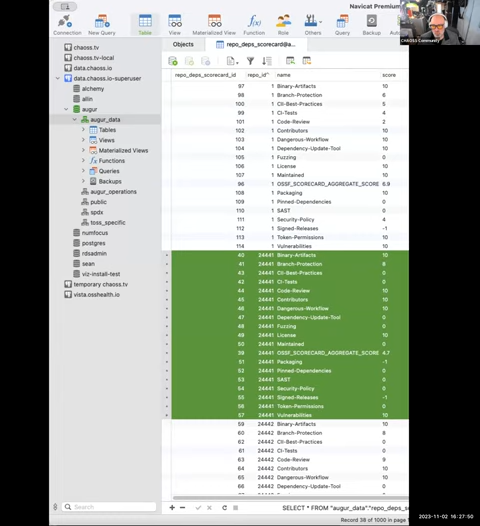 Navicat Premium
Connection New Query Table View Materialized View Function Role Others Query Backup
CHAOSS Community
Objects repo_deps_scorecard@a...
chaoss.tv
chaoss.tv-local
data.chaoss.io
data.chaoss.io-superuser
alchemy
allin
augur
augur_data
Tables
Views
Materialized Views
Functions
Queries
Backups
augur_operations
public
spdx
toss_specific
numfocus
postgres
rdsadmin
sean
viz-install-test
temporary chaoss.io
vista.osshealth.io
Search
repo_deps_scorecard_id repo_id name score
97 1 Binary-Artifacts 10
98 1 Branch-Protection 6
100 1 CII-Best-Practices 5
99 1 CI-Tests 4
101 1 Code-Review 2
102 1 Contributors 10
103 1 Dangerous-Workflow 10
104 1 Dependency-Update-Tool 10
105 1 Fuzzing 0
106 1 License 10
107 1 Maintained 10
96 1 OSSF_SCORECARD_AGGREGATE_SCORE 6.9
108 1 Packaging 10
109 1 Pinned-Dependencies 0
110 1 SAST 0
111 1 Security-Policy 4
112 1 Signed-Releases -1
113 1 Token-Permissions 10
114 1 Vulnerabilities 10
40 24441 Binary-Artifacts 10
41 24441 Branch-Protection 8
43 24441 CII-Best-Practices 0
42 24441 CI-Tests 0
44 24441 Code-Review 10
45 24441 Contributors 10
46 24441 Dangerous-Workflow 10
47 24441 Dependency-Update-Tool 0
48 24441 Fuzzing 0
49 24441 License 10
50 24441 Maintained 0
39 24441 OSSF_SCORECARD_AGGREGATE_SCORE 4.7
51 24441 Packaging -1
52 24441 Pinned-Dependencies 0
53 24441 SAST 0
54 24441 Security-Policy 0
55 24441 Signed-Releases -1
56 24441 Token-Permissions 0
57 24441 Vulnerabilities 10
59 24442 Binary-Artifacts 10
60 24442 Branch-Protection 8
62 24442 CII-Best-Practices 0
61 24442 CI-Tests 0
63 24442 Code-Review 9
64 24442 Contributors 10
65 24442 Dangerous-Workflow 10
66 24442 Dependency-Update-Tool 0
SELECT * FROM "augur_data"."repo_deps_s
Record 38 of 1000 in page 1
2023-11-02 16:27:50